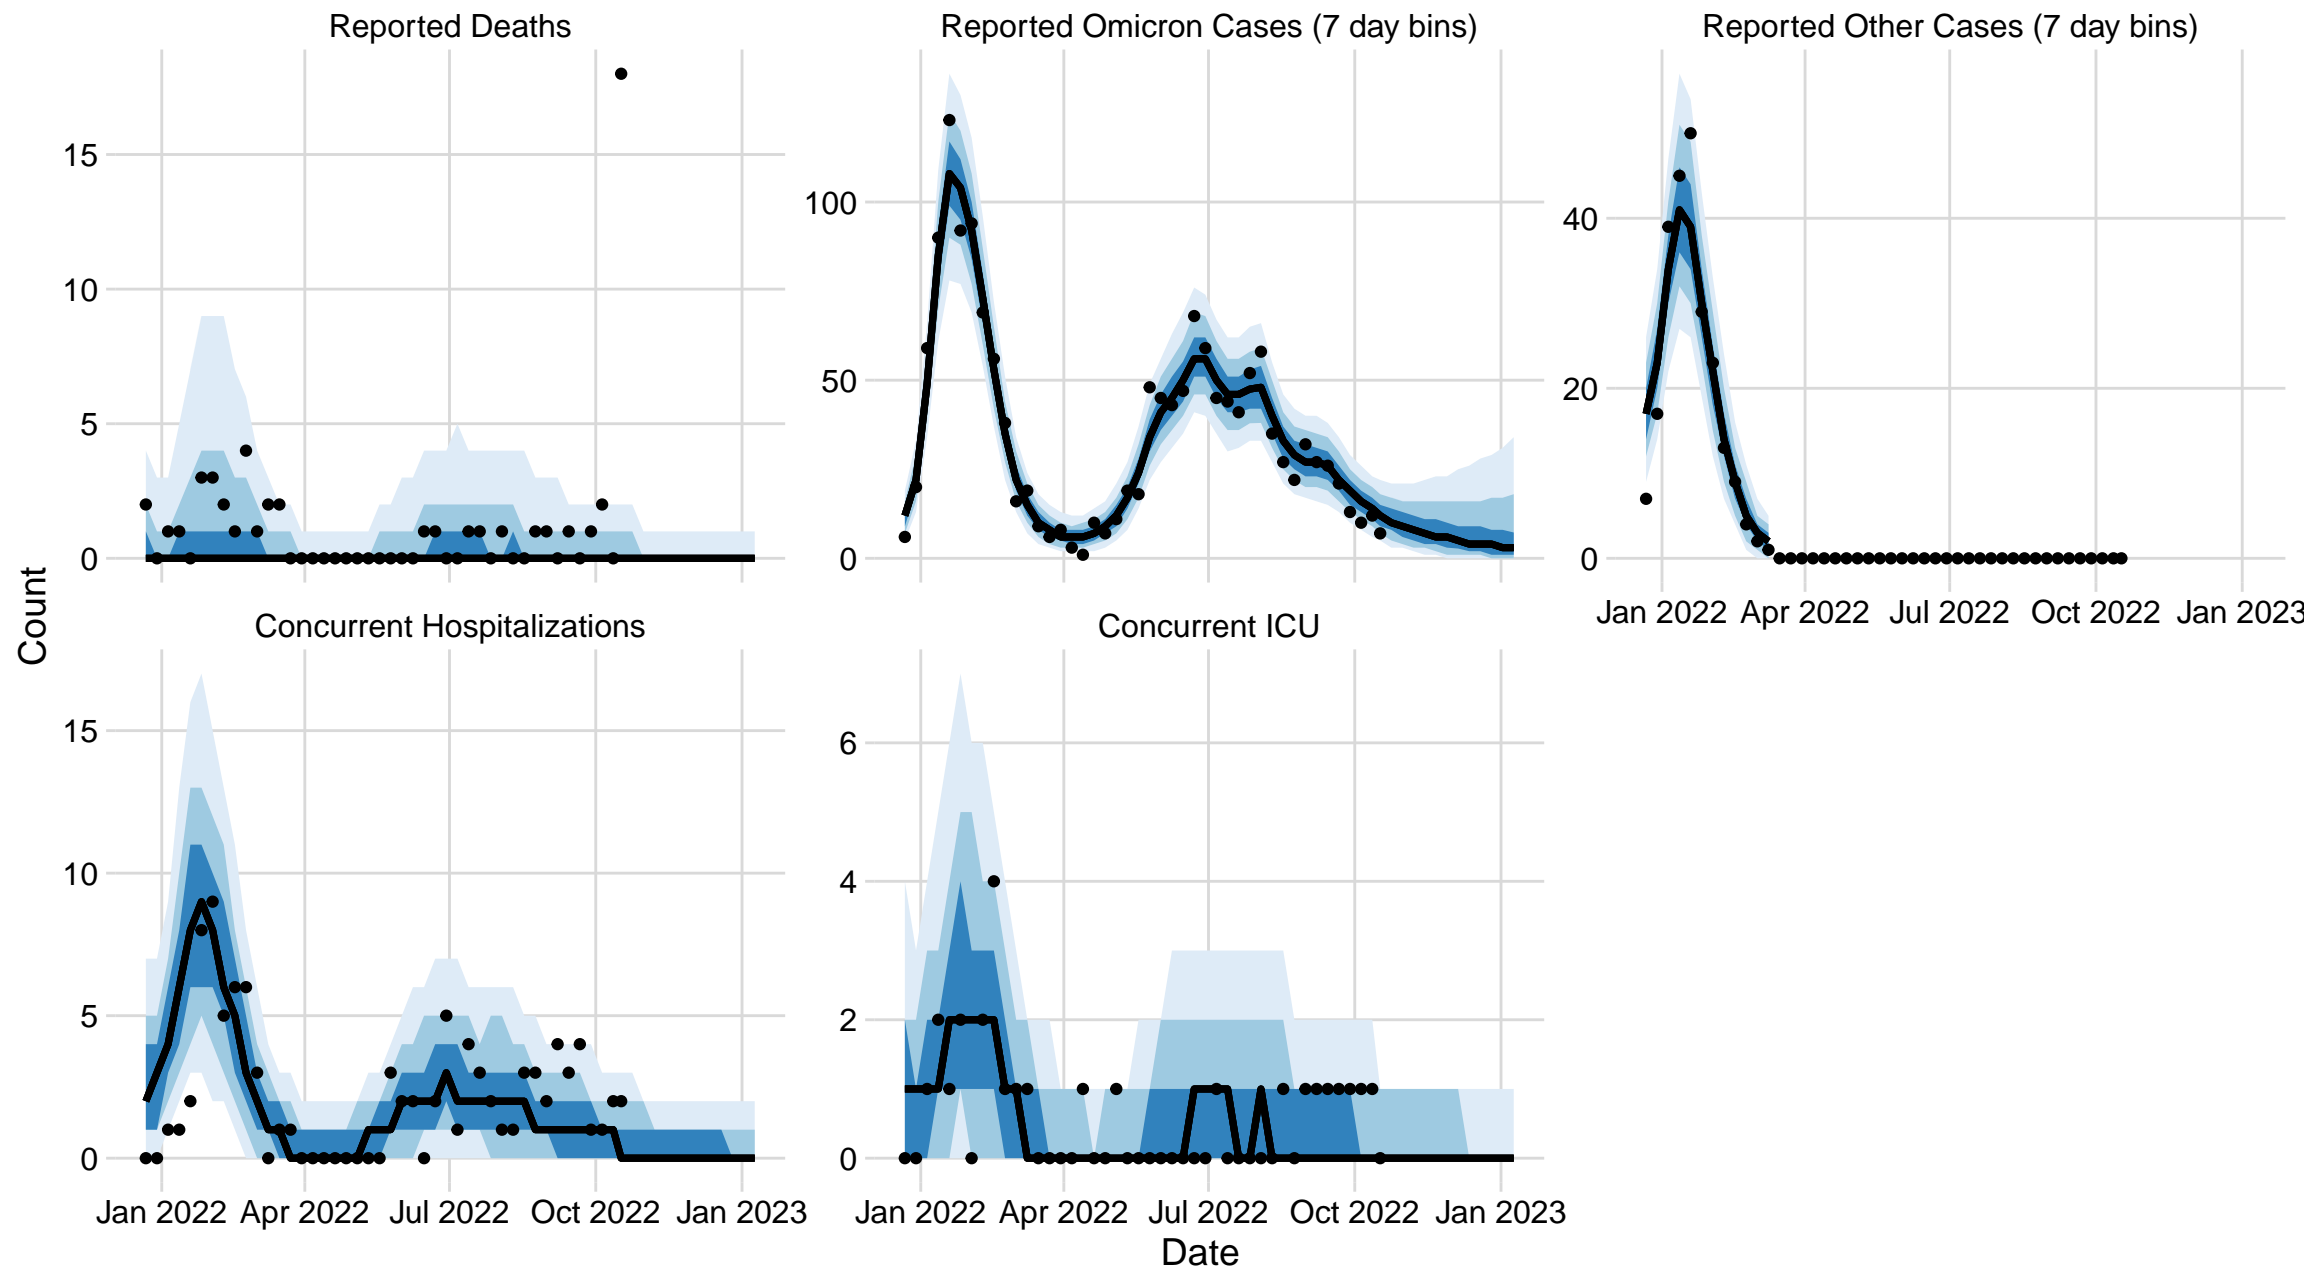 Reported Deaths
Reported Omicron Cases (7 day bins)
Reported Other Cases (7 day bins)
Count
15
10
5
0
100
50
0
40
20
0
Jan 2022 Apr 2022 Jul 2022 Oct 2022 Jan 2023
Concurrent Hospitalizations
Concurrent ICU
15
10
5
0
6
4
2
0
Jan 2022 Apr 2022 Jul 2022 Oct 2022 Jan 2023
Jan 2022 Apr 2022 Jul 2022 Oct 2022 Jan 2023
Date